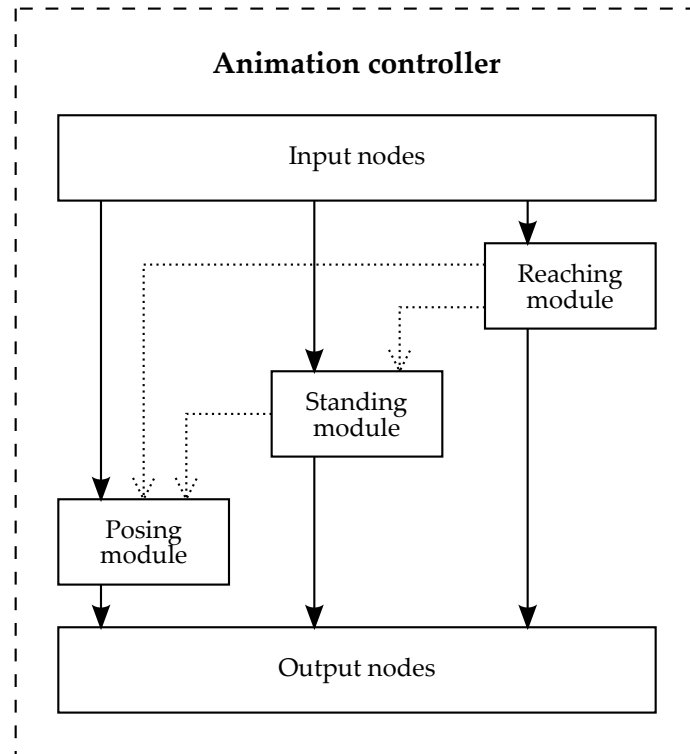 Animation controller
Input nodes
Reaching
module
Standing
module
Posing
module
Output nodes